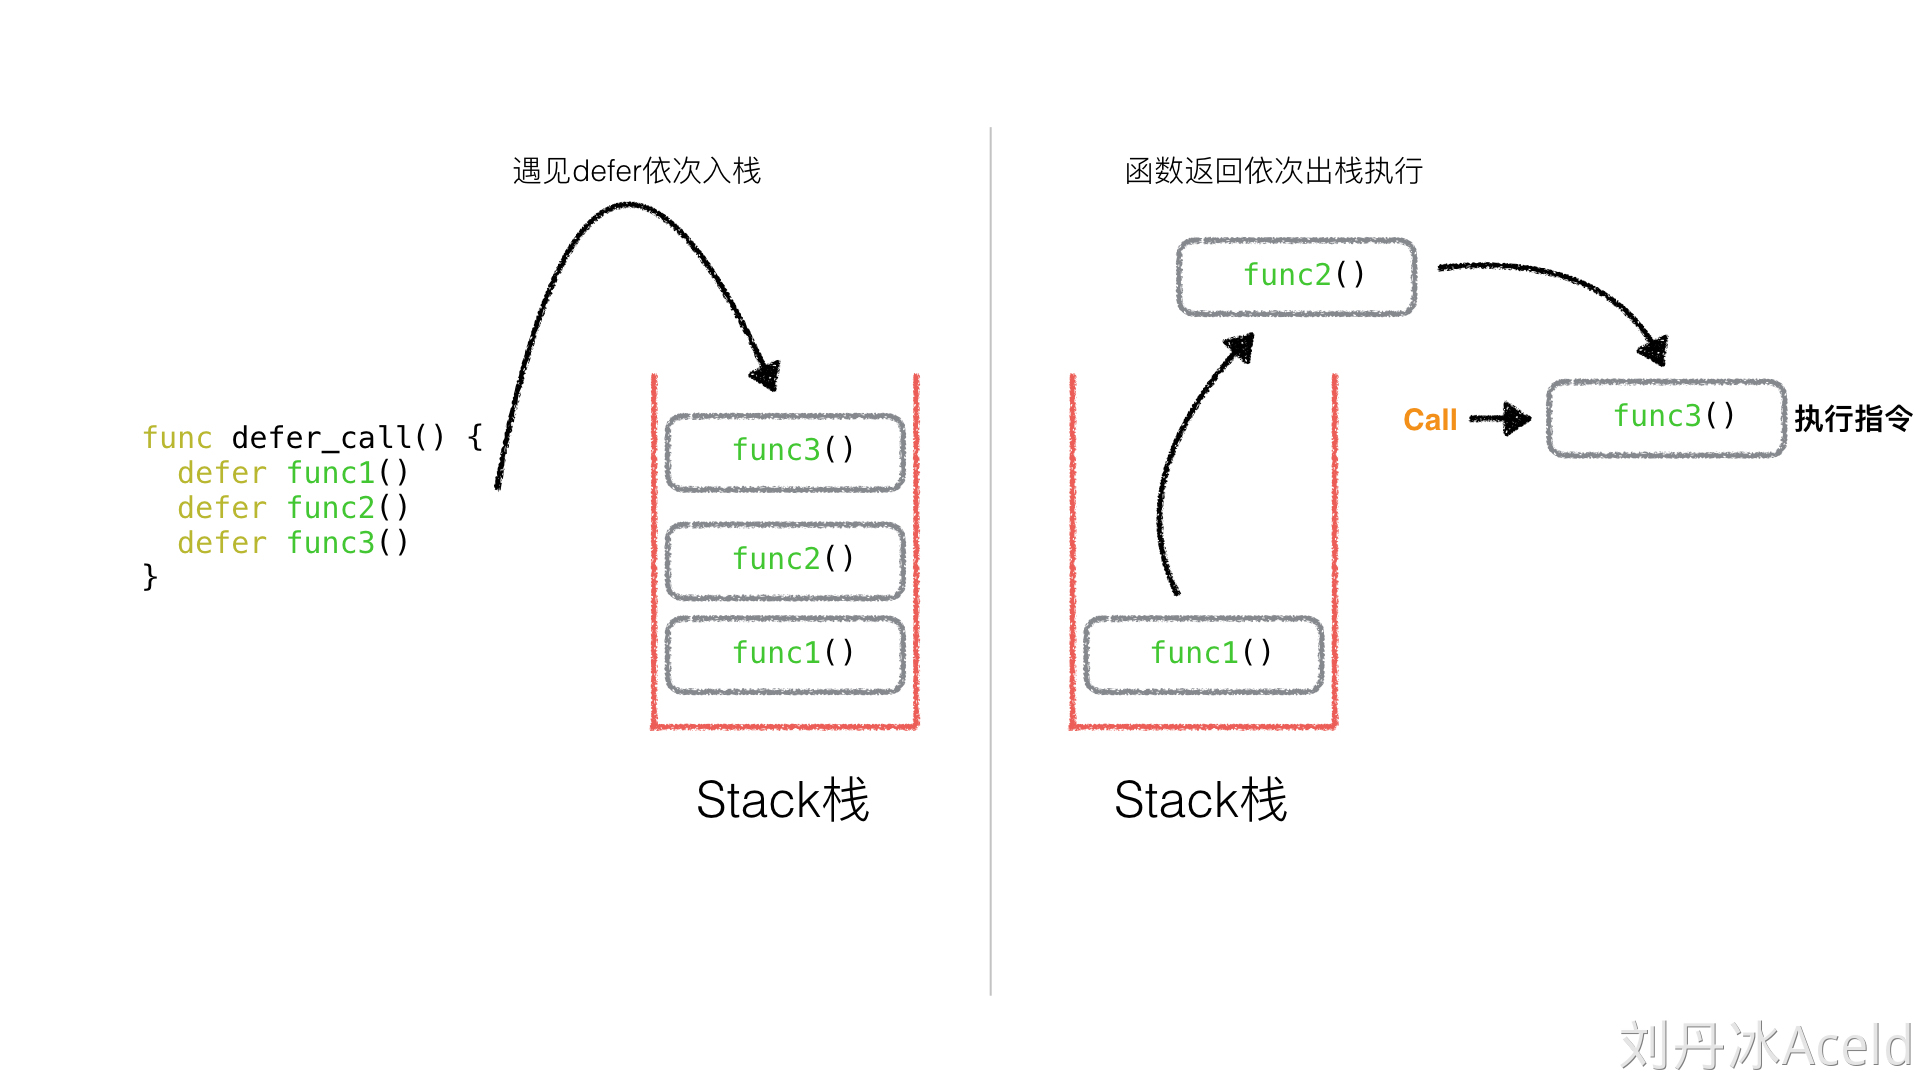 遇见defer依次入栈
func defer_call() {
defer func1()
defer func2()
defer func3()
}
func3()
func2()
func1()
Stack栈
函数返回依次出栈执行
func2()
Call
func3()
执行指令
func1()
Stack栈
刘丹冰Aceld